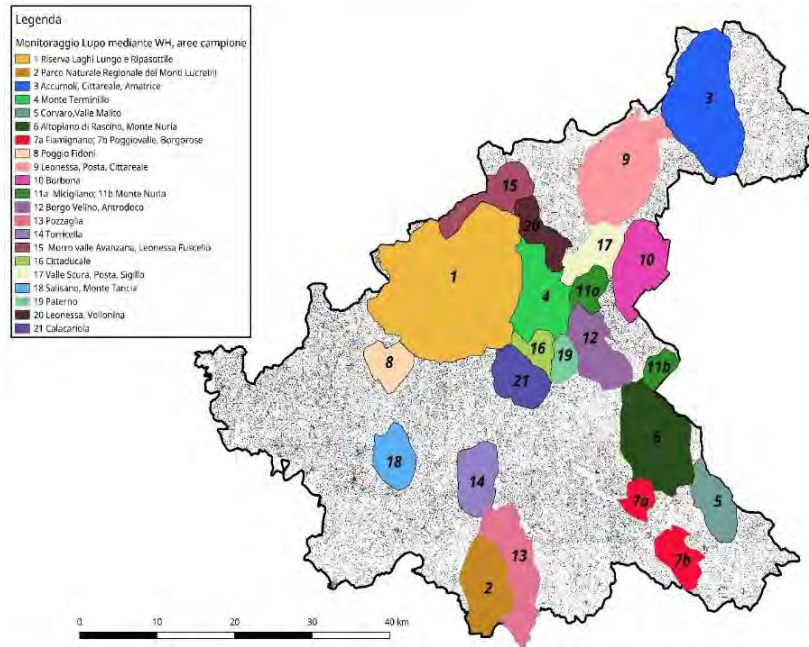 Legenda
Monitoraggio Lupo mediante WH, aree campione
1 Riserva Laghi Lungo e Ripasottile
2 Parco Naturale Regionale dei Monti Lucretili
3 Accumoli, Cittareale, Amatrice
4 Monte Terminillo
5 Corvaro,Valle Malito
6 Altopiano di Rascino, Monte Nuria
7a Fiamignano; 7b Poggiovalle, Borgorose
8 Poggio Fidoni
9 Leonessa, Posta, Cittareale
10 Borbona
11a Micigliano; 11b Monte Nuria
12 Borgo Velino, Antrodoco
13 Pozzaglia
14 Torricella
15 Morro valle Avanzana, Leonessa Fuscello
16 Cittaducale
17 Valle Scura, Posta, Sigillo
18 Salisano, Monte Tancia
19 Paterno
20 Leonessa, Vallonina
21 Calacariola
3
9
15
20
17
10
1
4
11a
12
16
19
8
21
11b
6
18
14
7a
5
13
7b
2
0 10 20 30 40 km